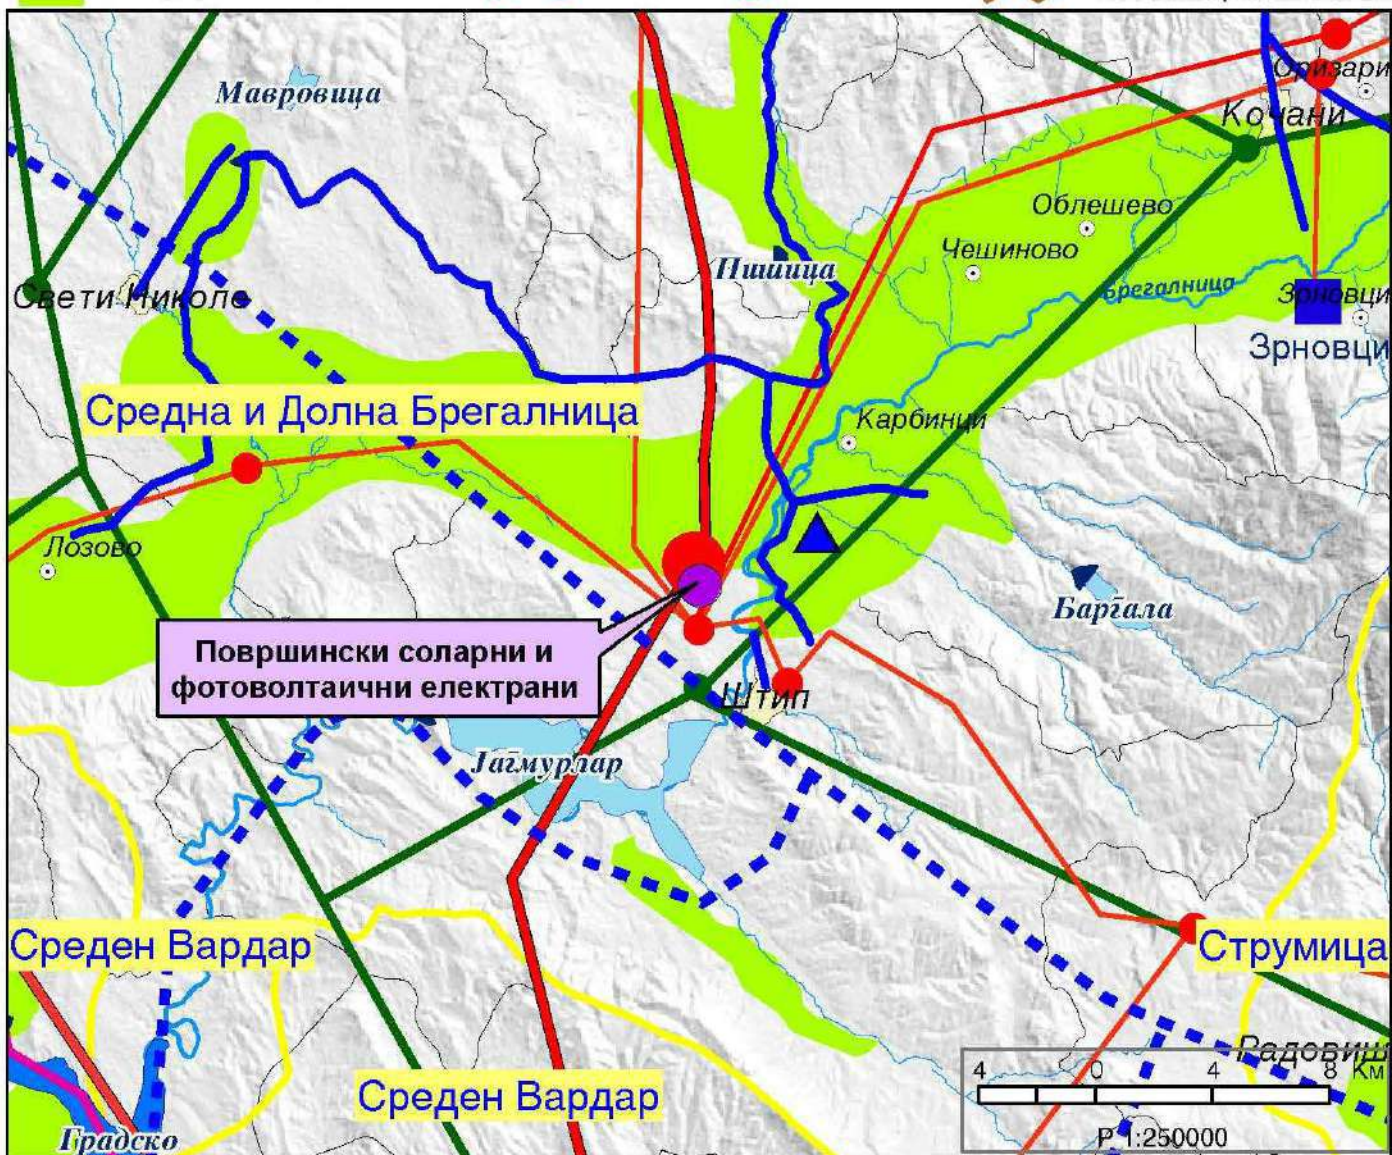 Мавровица
Оризари
Кочани
Облешево
Чешиново
Пишица
Брегалница
Свети Николе
Зрновци
Зрновци
Средна и Долна Брегалница
Карбинци
Лозово
Баргала
Површински соларни и
фотоволтаични електрани
Штип
Јагмурлар
Среден Вардар
Струмица
Радовиш
4 0 4 8 Км
Р 1:250000
Среден Вардар
Градско